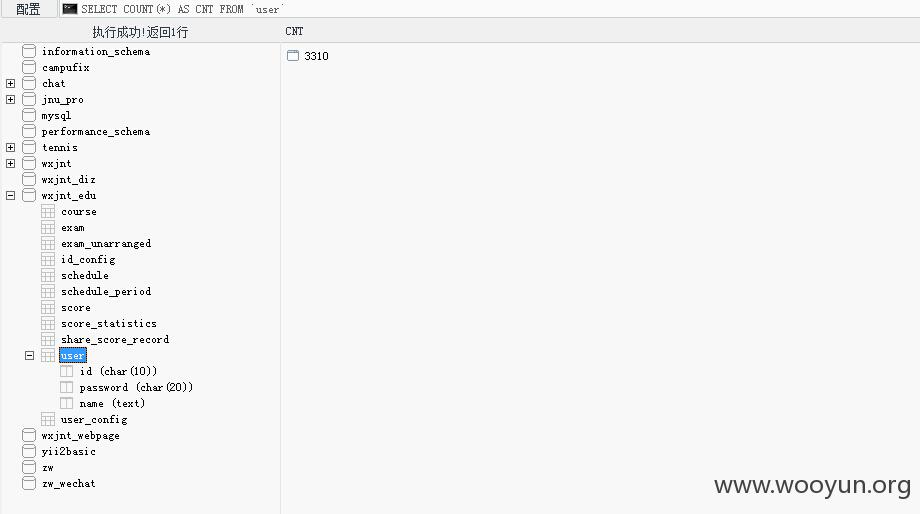 配置
SELECT COUNT(*) AS CNT FROM `user`
执行成功!返回1行
CNT
3310
information_schema
campufix
chat
jnu_pro
mysql
performance_schema
tennis
wxjnt
wxjnt_diz
wxjnt_edu
course
exam
exam_unarranged
id_config
schedule
schedule_period
score
score_statistics
share_score_record
user
id (char(10))
password (char(20))
name (text)
user_config
wxjnt_webpage
yii2basic
zw
zw_wechat
www.wooyun.org